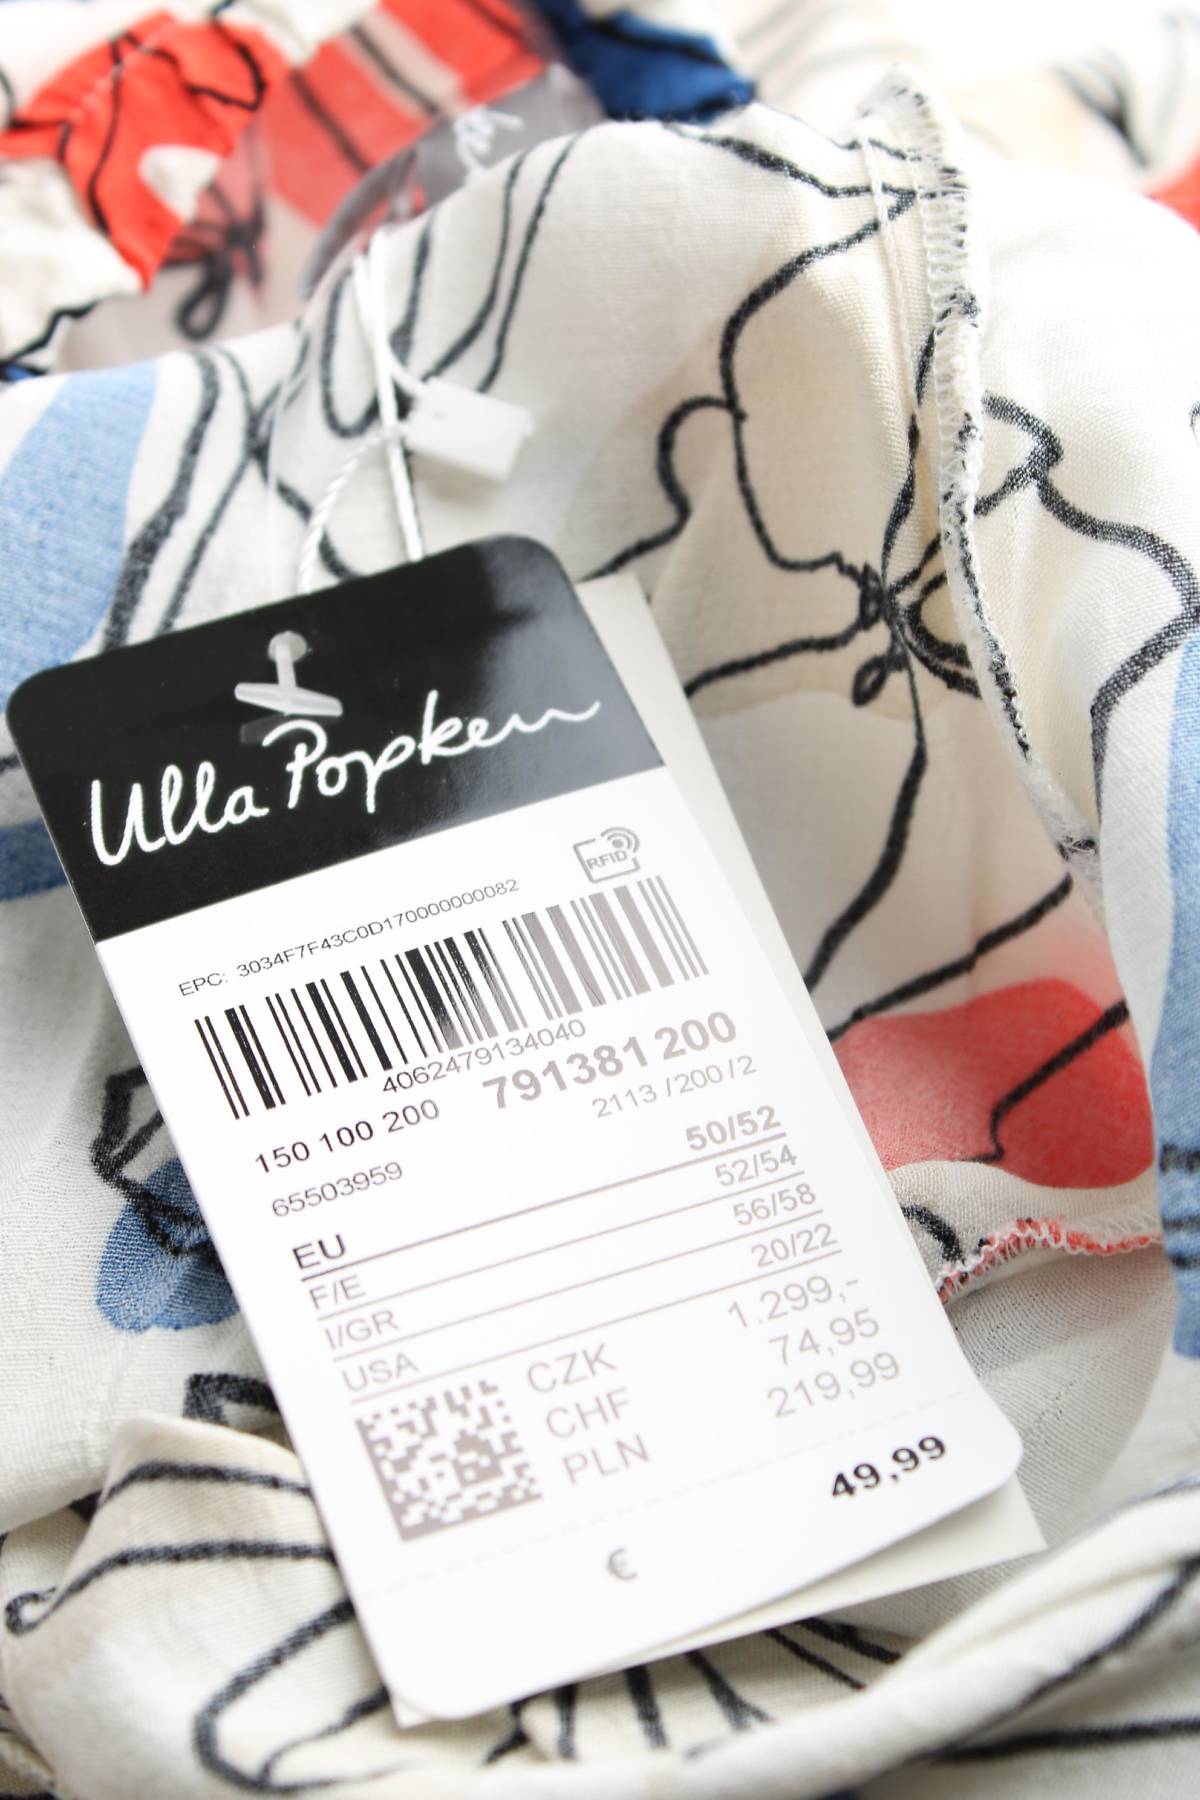 Ulla Popken
RFID
EPC: 3034F7F43C0D170000000082
4062479134040
150 100 200 791381 200
65503959 2113 /200 /2
EU 50/52
F/E 52/54
I/GR 56/58
USA 20/22
CZK 1.299,-
CHF 74,95
PLN 219,99
€ 49,99